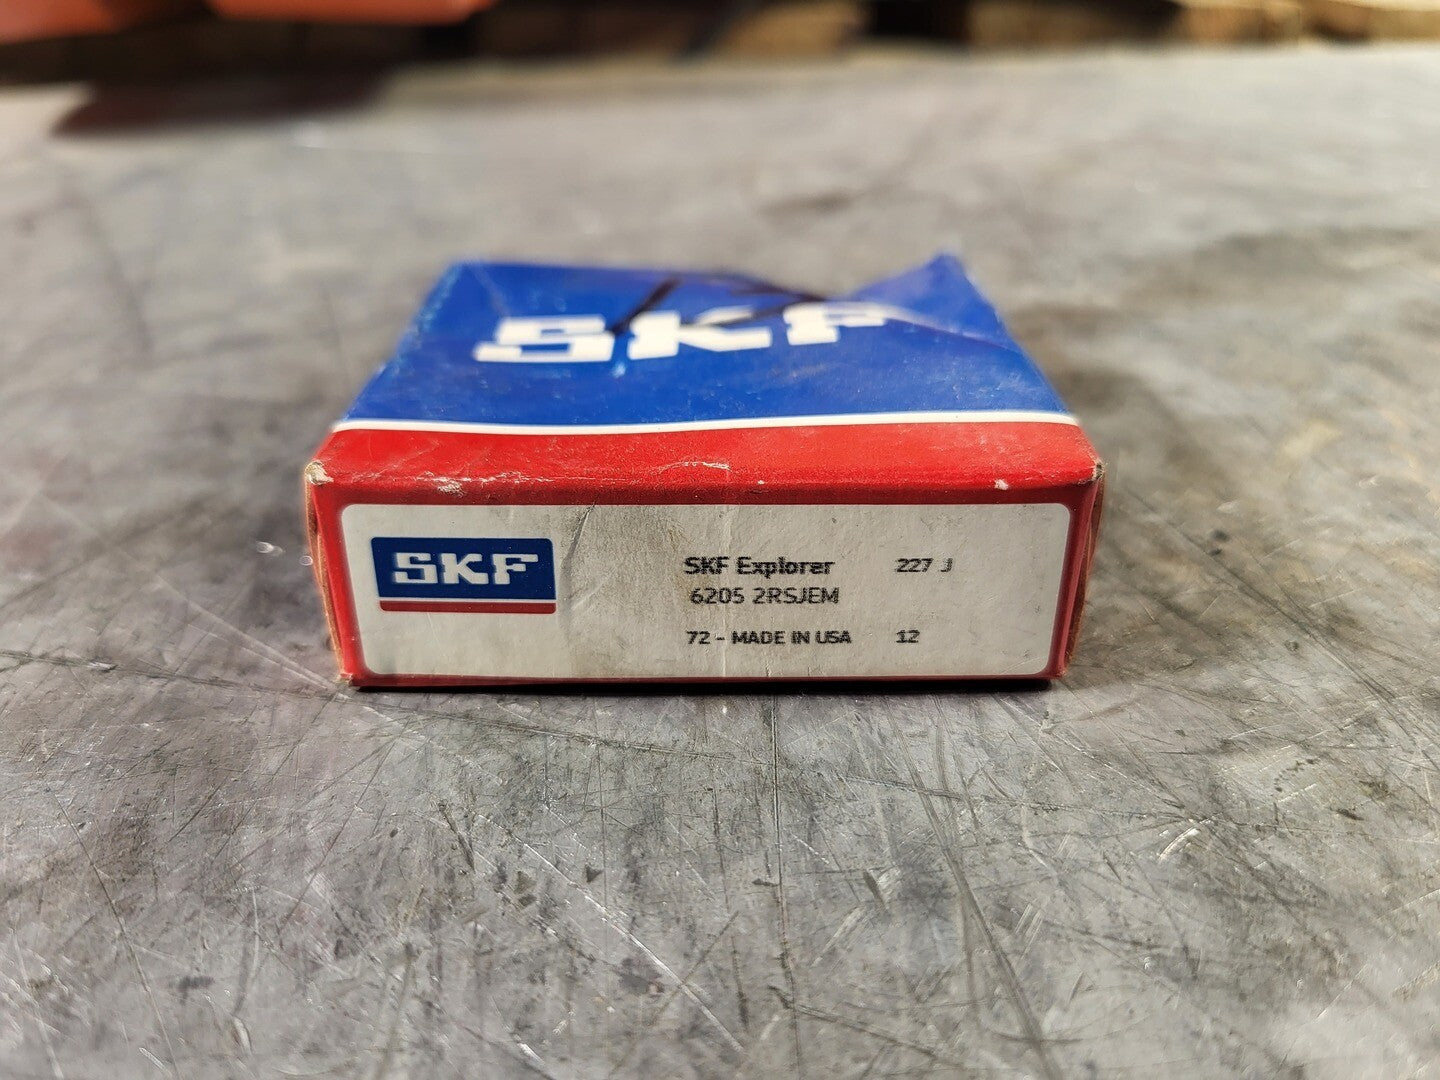 SKF
SKF
SKF Explorer 227 J
6205 2RSJEM
72 - MADE IN USA 12